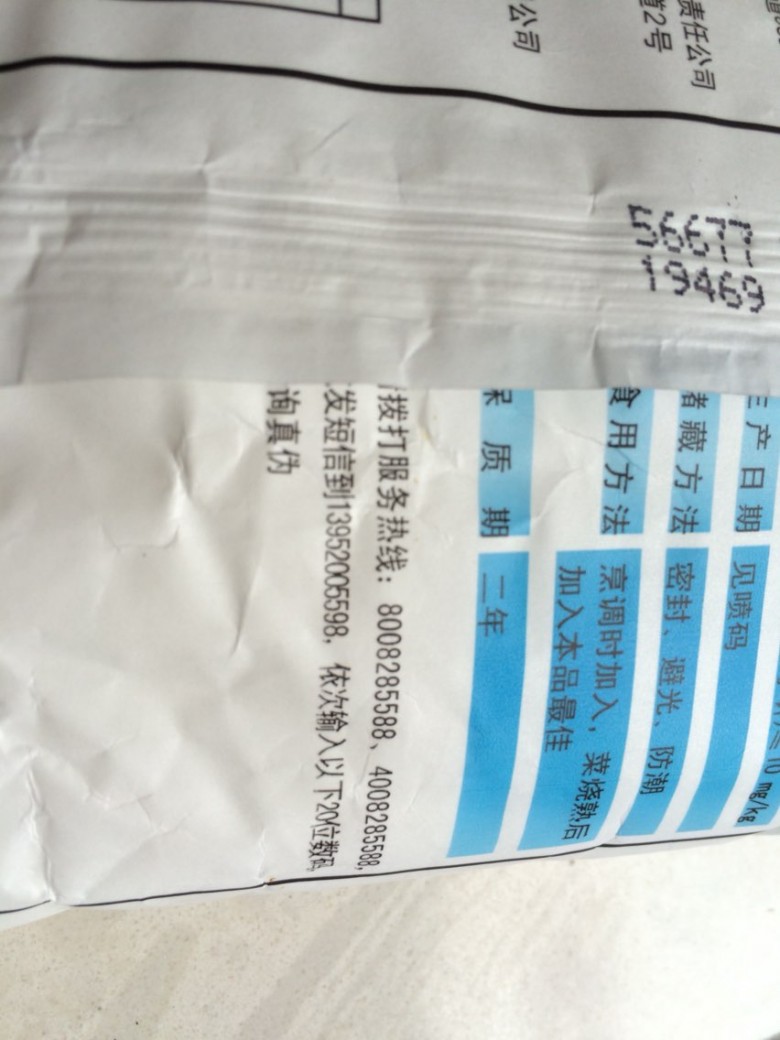 责任公司
道2号
公司
≤10 mg/kg
产日期 见喷码
藏方法 密封、避光、防潮
食用方法 烹调时加入，菜烧熟后
加入本品最佳
保质期 二年
拨打服务热线：8008285588、4008285588,
发短信到13952005598，依次输入以下20位数码
询真伪